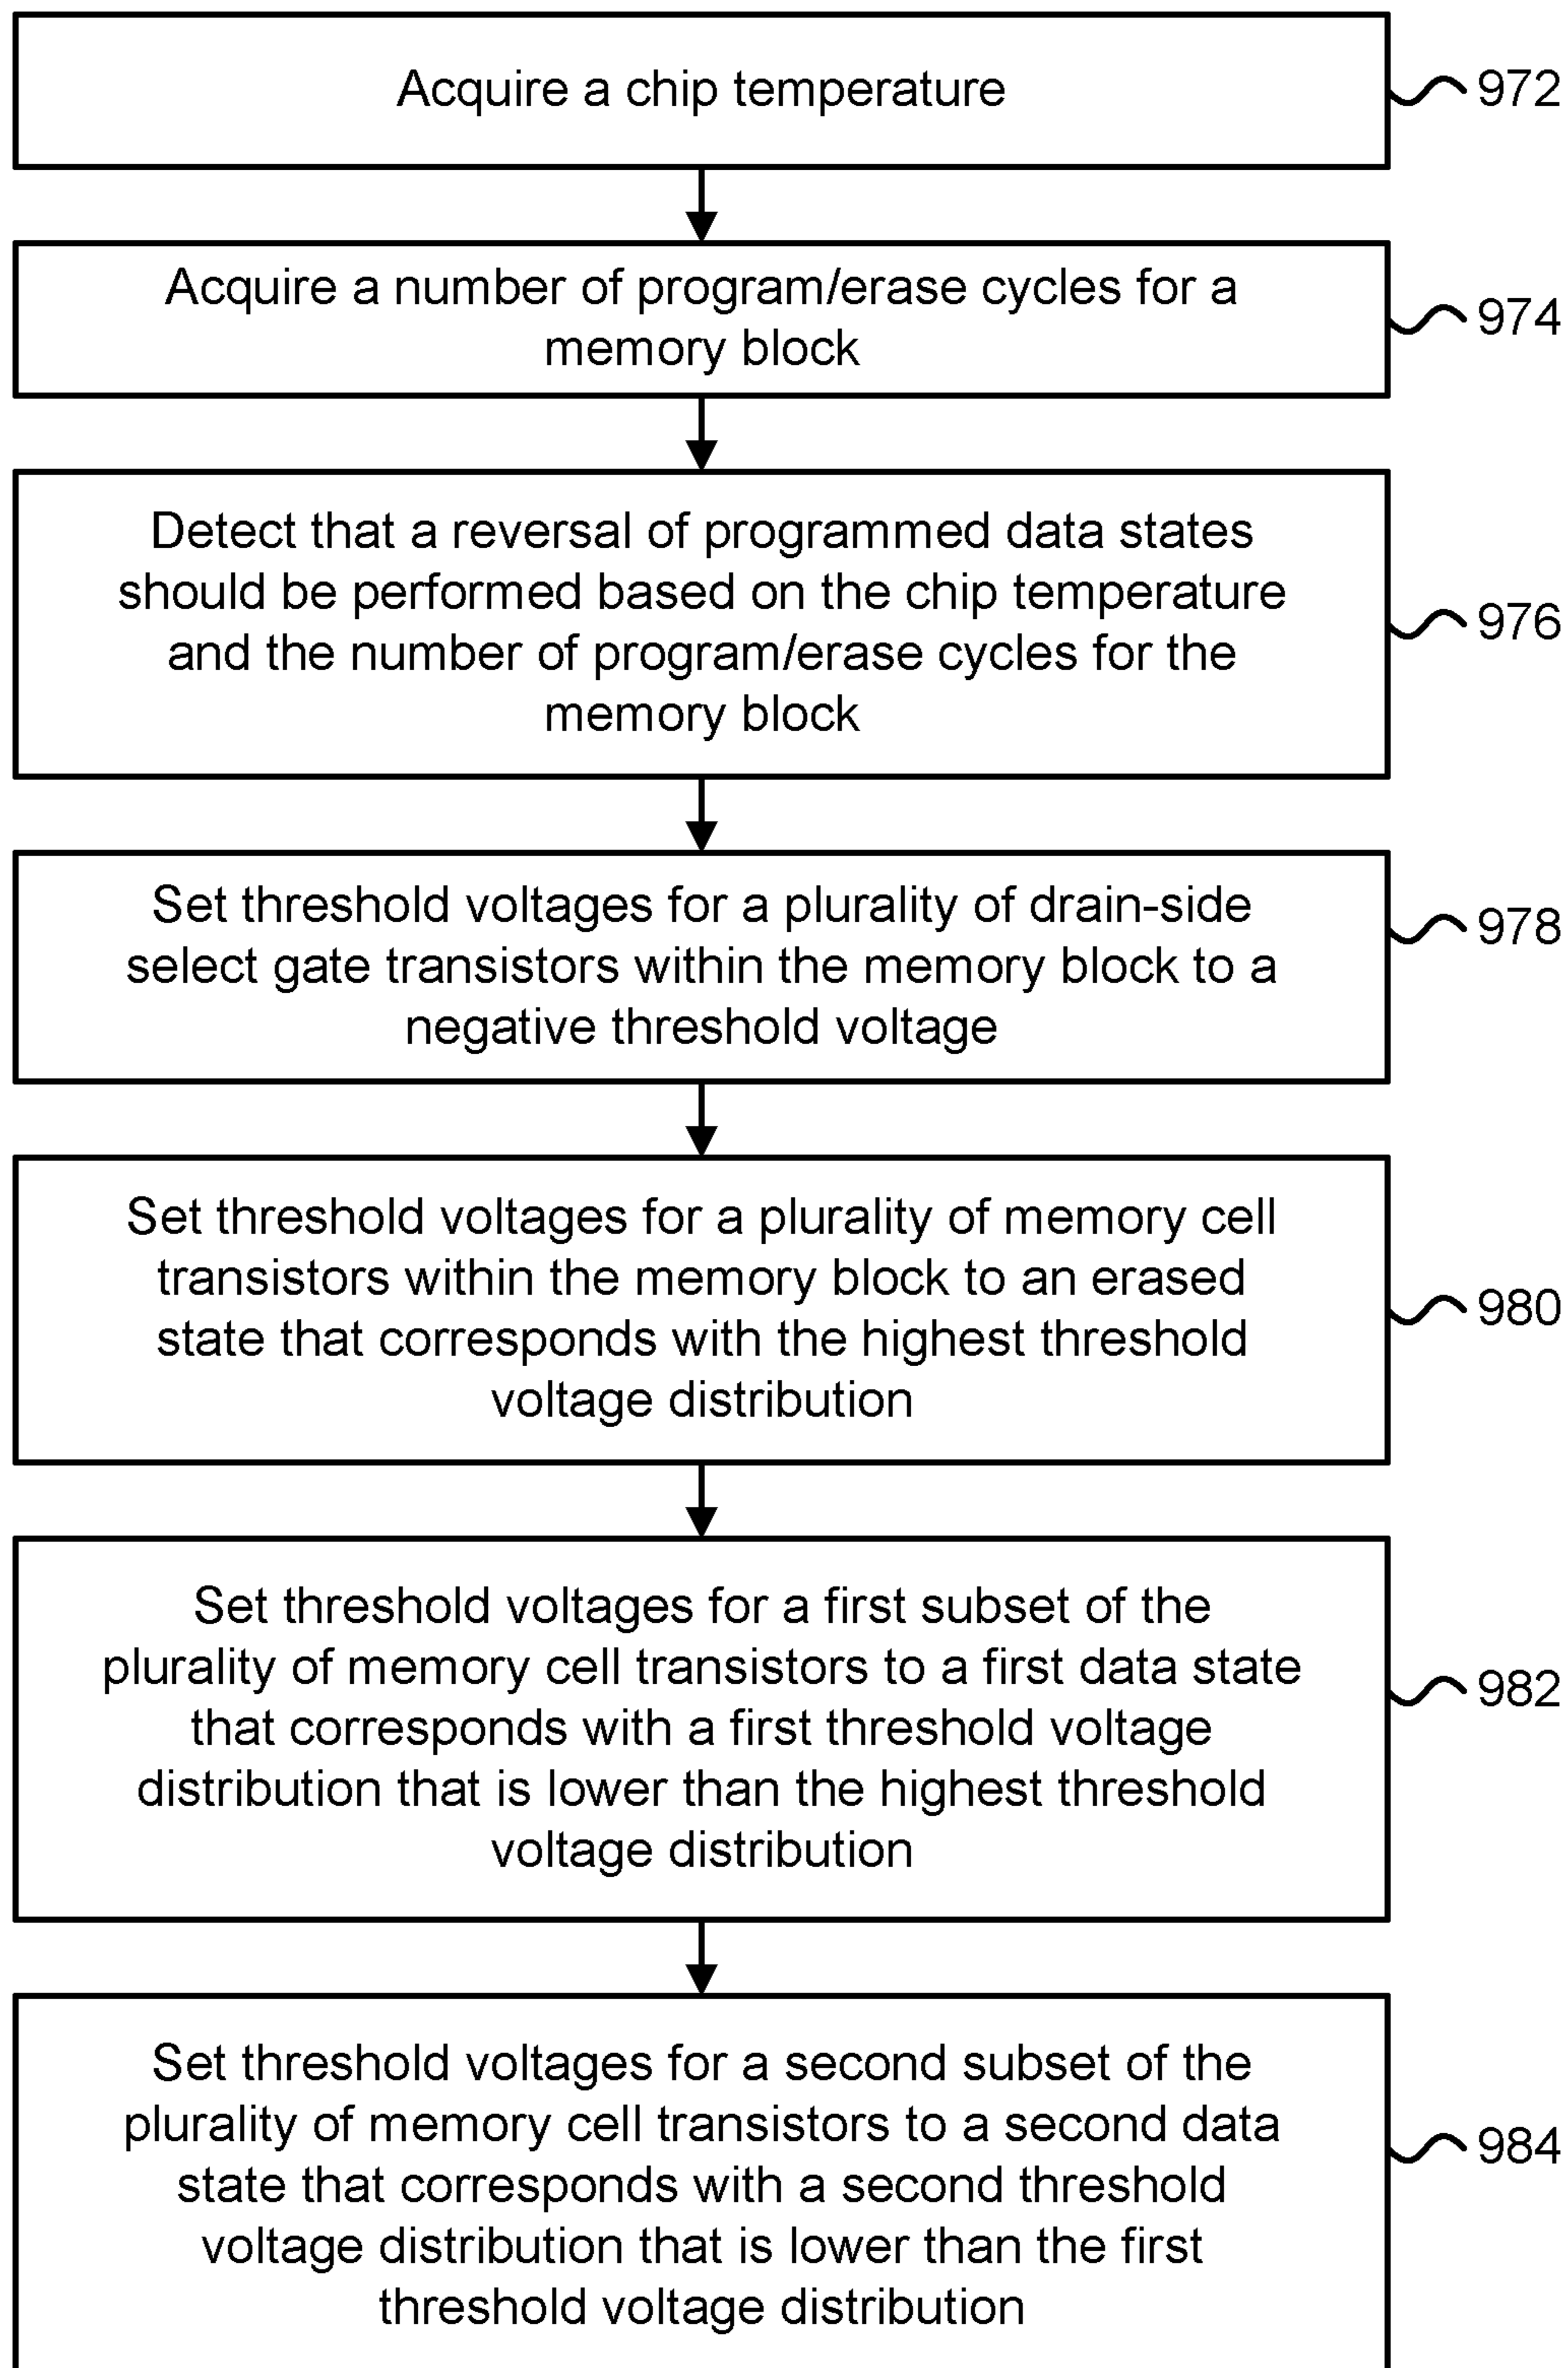 Acquire a chip temperature
972
Acquire a number of program/erase cycles for a
memory block
974
Detect that a reversal of programmed data states
should be performed based on the chip temperature
and the number of program/erase cycles for the
memory block
976
Set threshold voltages for a plurality of drain-side
select gate transistors within the memory block to a
negative threshold voltage
978
Set threshold voltages for a plurality of memory cell
transistors within the memory block to an erased
state that corresponds with the highest threshold
voltage distribution
980
Set threshold voltages for a first subset of the
plurality of memory cell transistors to a first data state
that corresponds with a first threshold voltage
distribution that is lower than the highest threshold
voltage distribution
982
Set threshold voltages for a second subset of the
plurality of memory cell transistors to a second data
state that corresponds with a second threshold
voltage distribution that is lower than the first
threshold voltage distribution
984